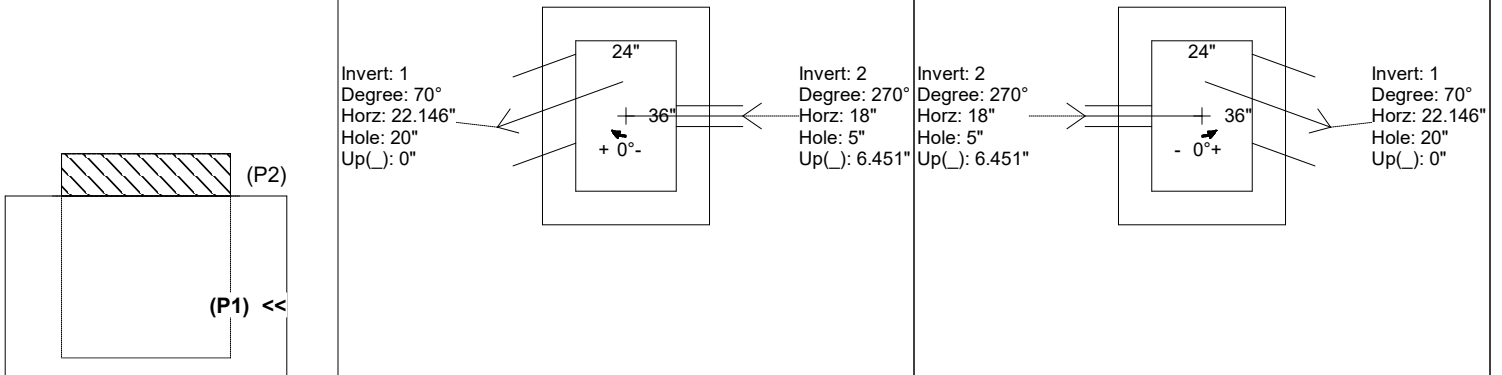 (P2)
(P1) <<
24"
Invert: 1
Degree: 70°
Horz: 22.146"
Hole: 20"
Up(_): 0"
36"
+ 0°-
Invert: 2
Degree: 270°
Horz: 18"
Hole: 5"
Up(_): 6.451"
Invert: 2
Degree: 270°
Horz: 18"
Hole: 5"
Up(_): 6.451"
24"
36"
- 0°+
Invert: 1
Degree: 70°
Horz: 22.146"
Hole: 20"
Up(_): 0"